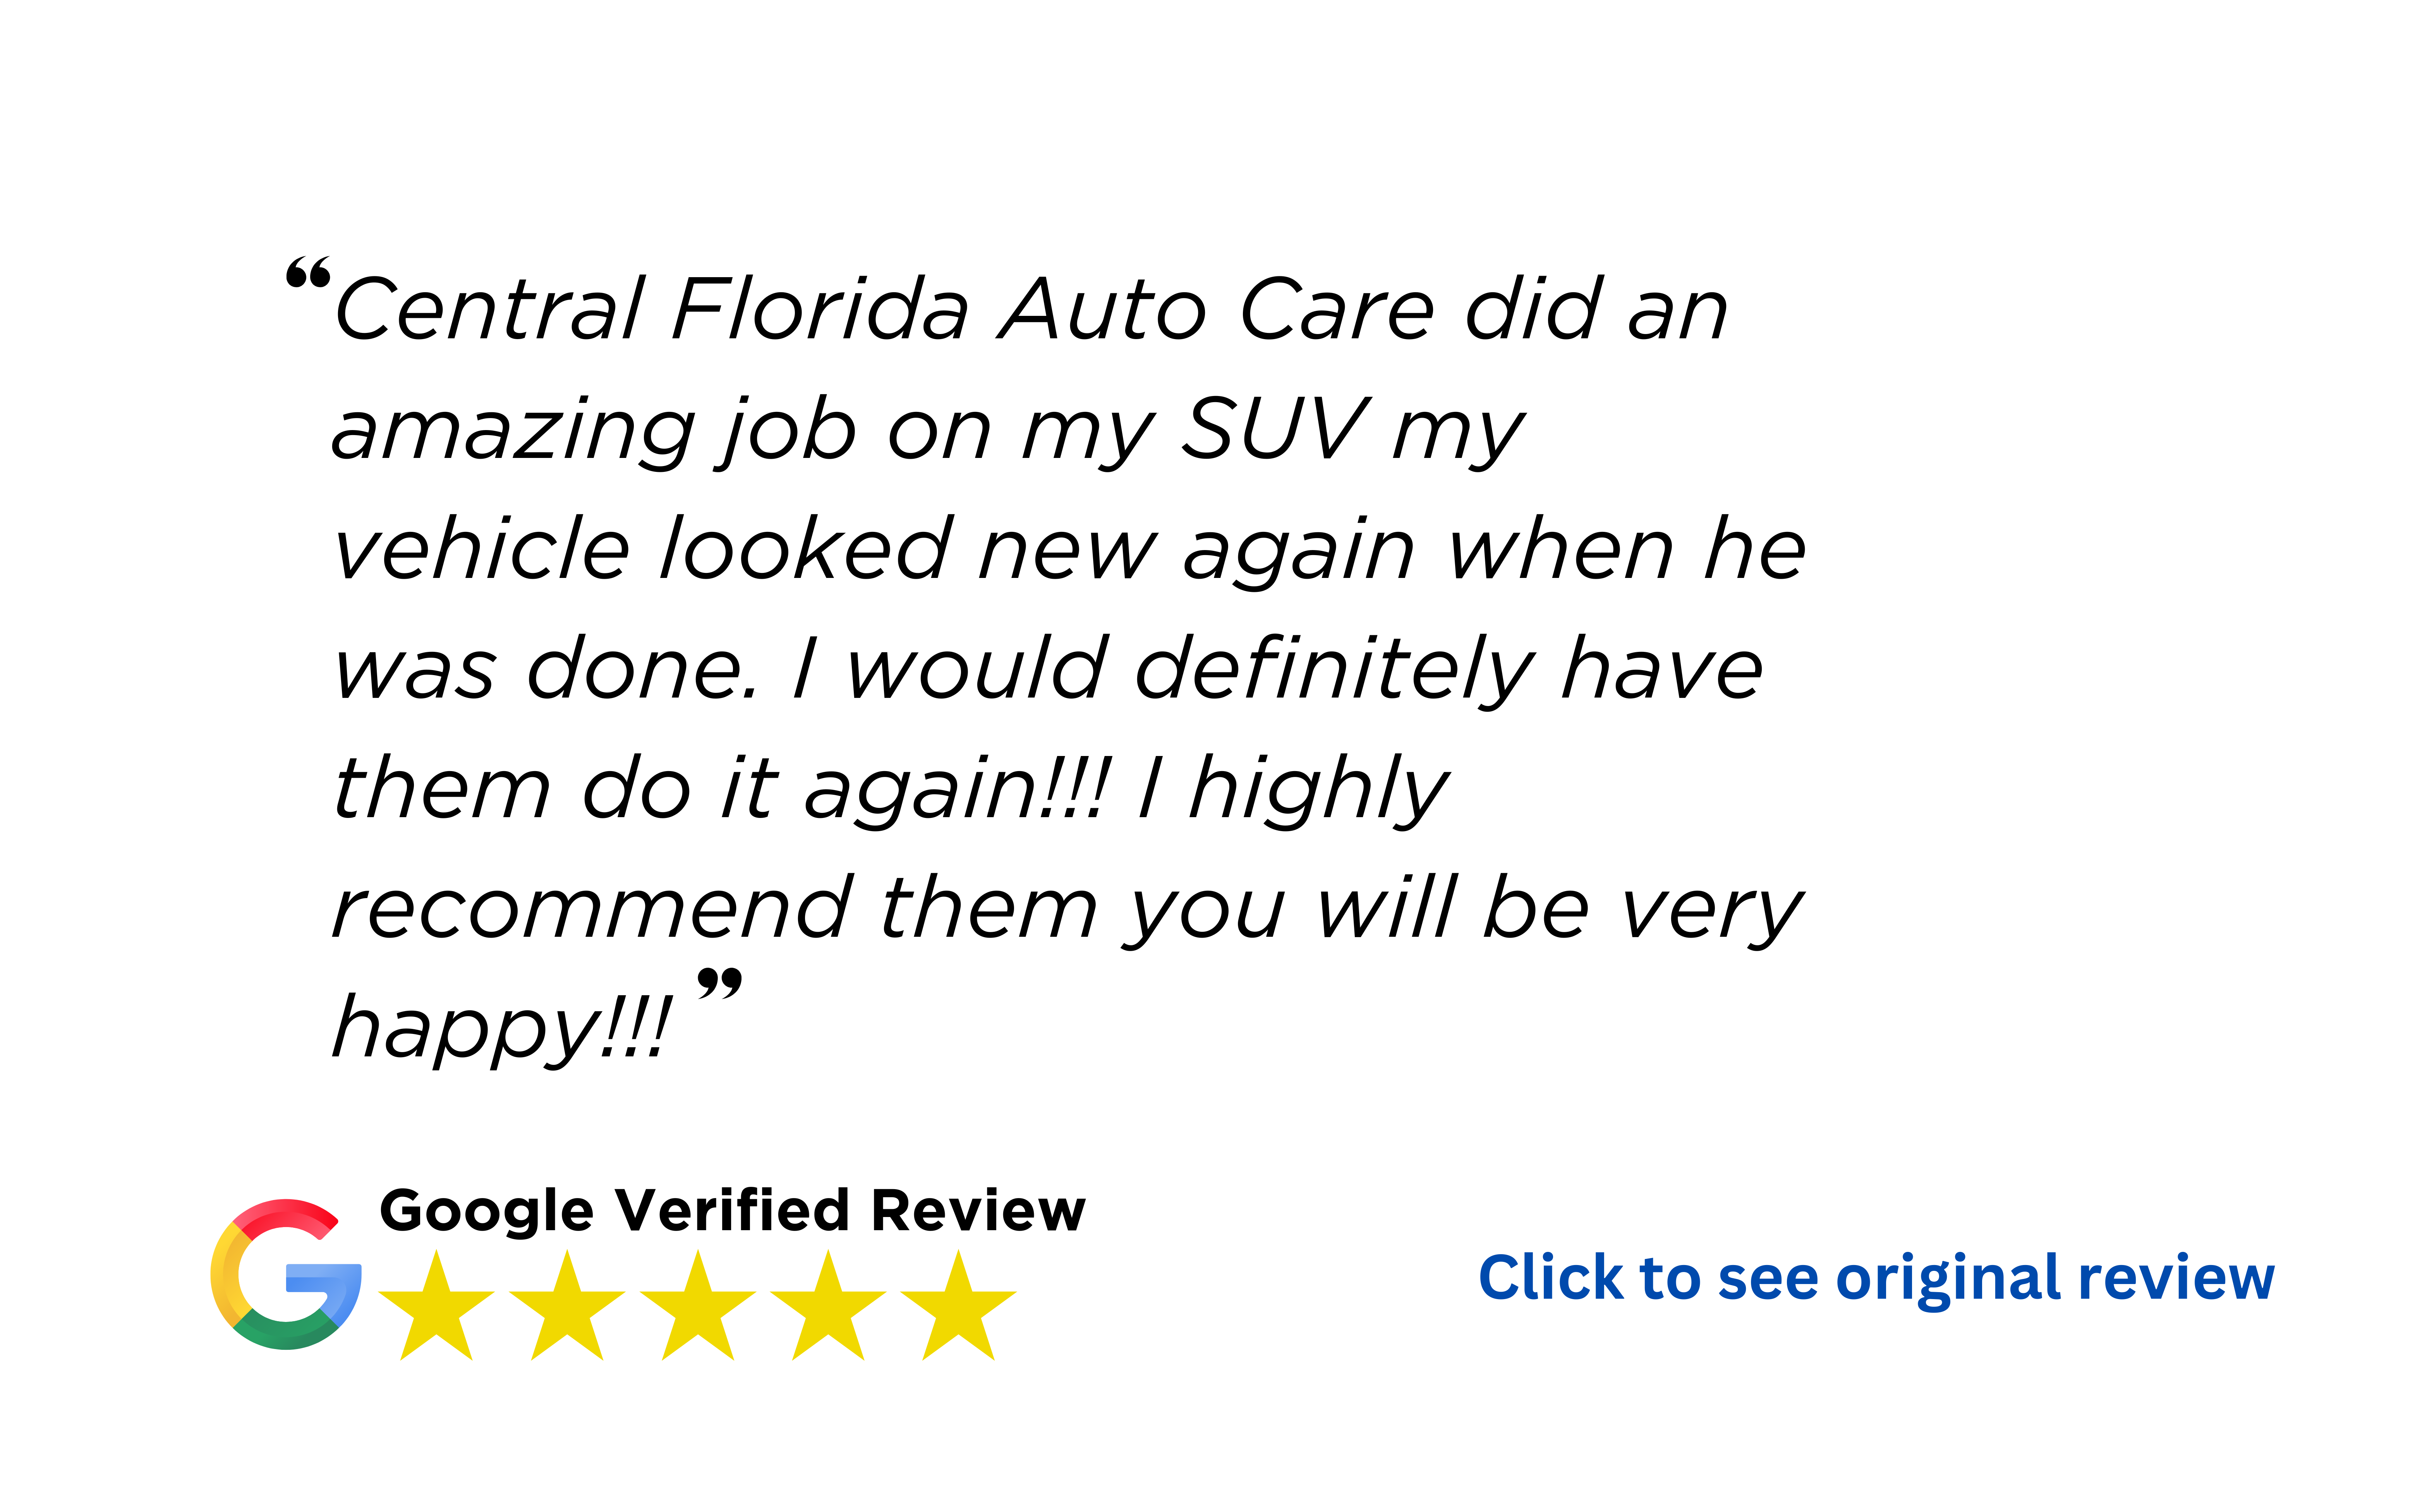 “Central Florida Auto Care did an
amazing job on my SUV my
vehicle looked new again when he
was done. I would definitely have
them do it again!!! I highly
recommend them you will be very
happy!!!”
Google Verified Review
Click to see original review